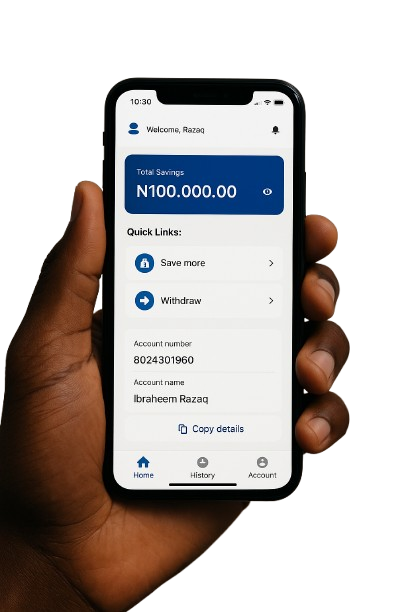 10:30
Welcome, Razaq
Total Savings
N100.000.00
Quick Links:
Save more
Withdraw
Account number
8024301960
Account name
Ibraheem Razaq
Copy details
Home History Account